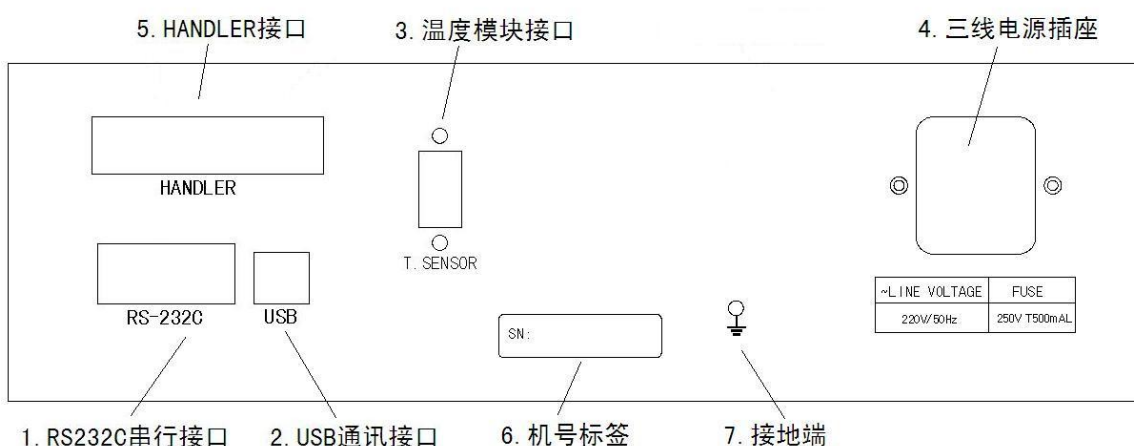 5. HANDLER接口
3. 温度模块接口
4. 三线电源插座
HANDLER
T. SENSOR
RS-232C
USB
SN:
~LINE VOLTAGE
FUSE
220V/50Hz
250V T500mAL
1. RS232C串行接口
2. USB通讯接口
6. 机号标签
7. 接地端